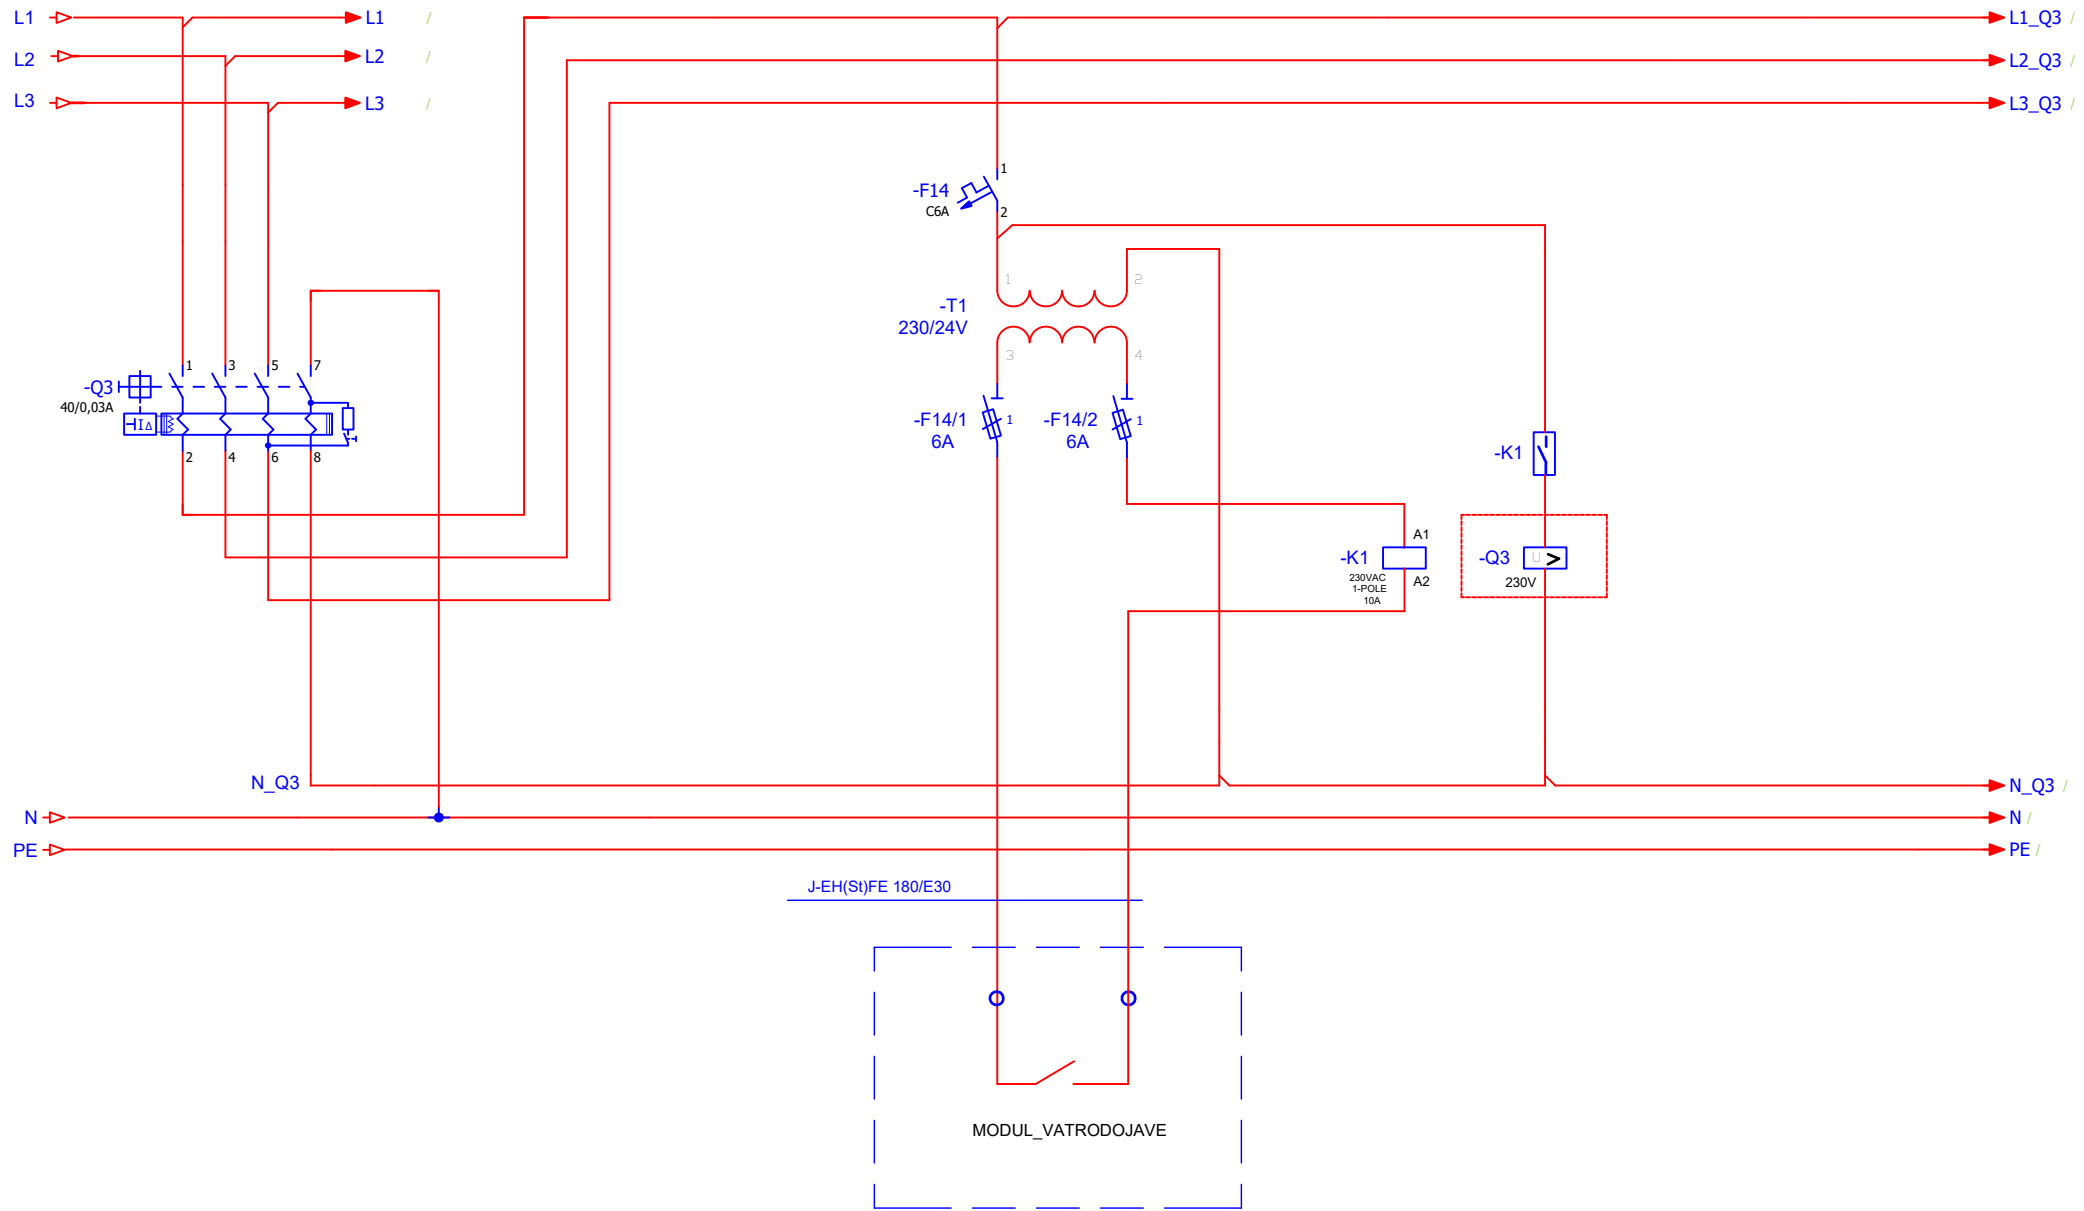 L1 L1 / L1_Q3 /
L2 L2 / L2_Q3 /
L3 L3 / L3_Q3 /
-F14
C6A
1
2
1 2
-T1
230/24V
3 4
-Q3
40/0,03A
1 3 5 7
I Δ
2 4 6 8
-F14/1
6A
1
-F14/2
6A
1
-K1
-K1
230VAC
1-POLE
10A
A1
A2
-Q3
U >
230V
N_Q3 N_Q3 /
N N /
PE PE /
J-EH(St)FE 180/E30
MODUL_VATRODOJAVE